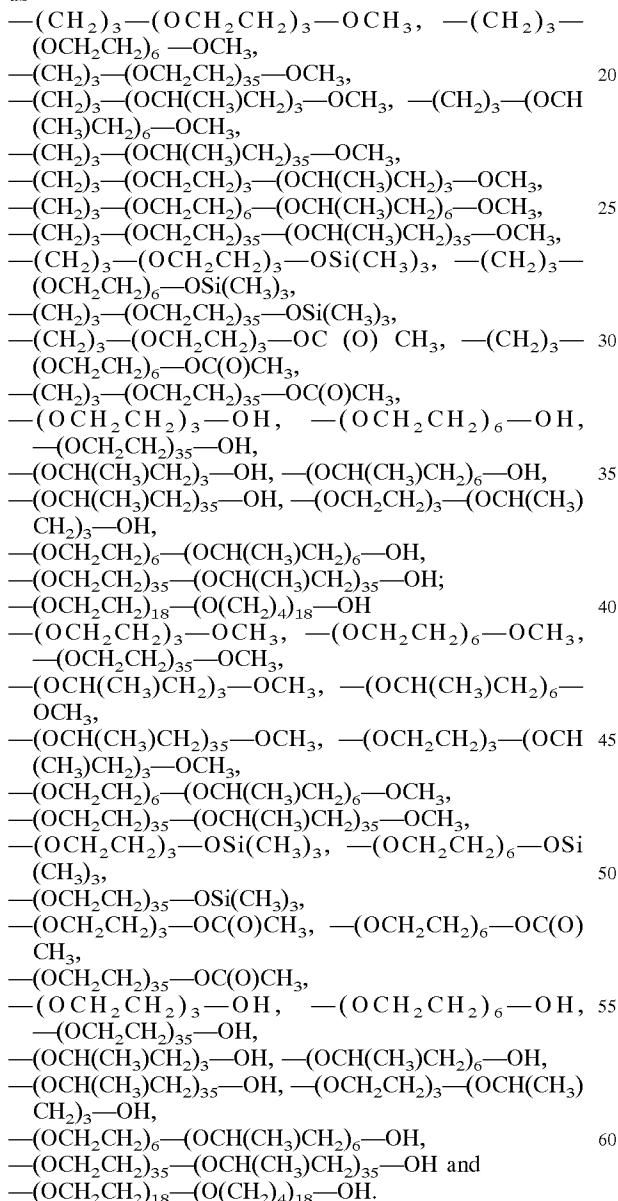 as
—(CH₂)₃—(OCH₂CH₂)₃—OCH₃, —(CH₂)₃—
(OCH₂CH₂)₆—OCH₃,
—(CH₂)₃—(OCH₂CH₂)₃₅—OCH₃, 20
—(CH₂)₃—(OCH(CH₃)CH₂)₃—OCH₃, —(CH₂)₃—(OCH
(CH₃)CH₂)₆—OCH₃,
—(CH₂)₃—(OCH(CH₃)CH₂)₃₅—OCH₃,
—(CH₂)₃—(OCH₂CH₂)₃—(OCH(CH₃)CH₂)₃—OCH₃,
—(CH₂)₃—(OCH₂CH₂)₆—(OCH(CH₃)CH₂)₆—OCH₃, 25
—(CH₂)₃—(OCH₂CH₂)₃₅—(OCH(CH₃)CH₂)₃₅—OCH₃,
—(CH₂)₃—(OCH₂CH₂)₃—OSi(CH₃)₃, —(CH₂)₃—
(OCH₂CH₂)₆—OSi(CH₃)₃,
—(CH₂)₃—(OCH₂CH₂)₃₅—OSi(CH₃)₃,
—(CH₂)₃—(OCH₂CH₂)₃—OC (O) CH₃, —(CH₂)₃— 30
(OCH₂CH₂)₆—OC(O)CH₃,
—(CH₂)₃—(OCH₂CH₂)₃₅—OC(O)CH₃,
—(OCH₂CH₂)₃—OH, —(OCH₂CH₂)₆—OH,
—(OCH₂CH₂)₃₅—OH,
—(OCH(CH₃)CH₂)₃—OH, —(OCH(CH₃)CH₂)₆—OH, 35
—(OCH(CH₃)CH₂)₃₅—OH, —(OCH₂CH₂)₃—(OCH(CH₃)
CH₂)₃—OH,
—(OCH₂CH₂)₆—(OCH(CH₃)CH₂)₆—OH,
—(OCH₂CH₂)₃₅—(OCH(CH₃)CH₂)₃₅—OH;
—(OCH₂CH₂)₁₈—(O(CH₂)₄)₁₈—OH 40
—(OCH₂CH₂)₃—OCH₃, —(OCH₂CH₂)₆—OCH₃,
—(OCH₂CH₂)₃₅—OCH₃,
—(OCH(CH₃)CH₂)₃—OCH₃, —(OCH(CH₃)CH₂)₆—
OCH₃,
—(OCH(CH₃)CH₂)₃₅—OCH₃, —(OCH₂CH₂)₃—(OCH 45
(CH₃)CH₂)₃—OCH₃,
—(OCH₂CH₂)₆—(OCH(CH₃)CH₂)₆—OCH₃,
—(OCH₂CH₂)₃₅—(OCH(CH₃)CH₂)₃₅—OCH₃,
—(OCH₂CH₂)₃—OSi(CH₃)₃, —(OCH₂CH₂)₆—OSi
(CH₃)₃, 50
—(OCH₂CH₂)₃₅—OSi(CH₃)₃,
—(OCH₂CH₂)₃—OC(O)CH₃, —(OCH₂CH₂)₆—OC(O)
CH₃,
—(OCH₂CH₂)₃₅—OC(O)CH₃,
—(OCH₂CH₂)₃—OH, —(OCH₂CH₂)₆—OH, 55
—(OCH₂CH₂)₃₅—OH,
—(OCH(CH₃)CH₂)₃—OH, —(OCH(CH₃)CH₂)₆—OH,
—(OCH(CH₃)CH₂)₃₅—OH, —(OCH₂CH₂)₃—(OCH(CH₃)
CH₂)₃—OH,
—(OCH₂CH₂)₆—(OCH(CH₃)CH₂)₆—OH, 60
—(OCH₂CH₂)₃₅—(OCH(CH₃)CH₂)₃₅—OH and
—(OCH₂CH₂)₁₈—(O(CH₂)₄)₁₈—OH.